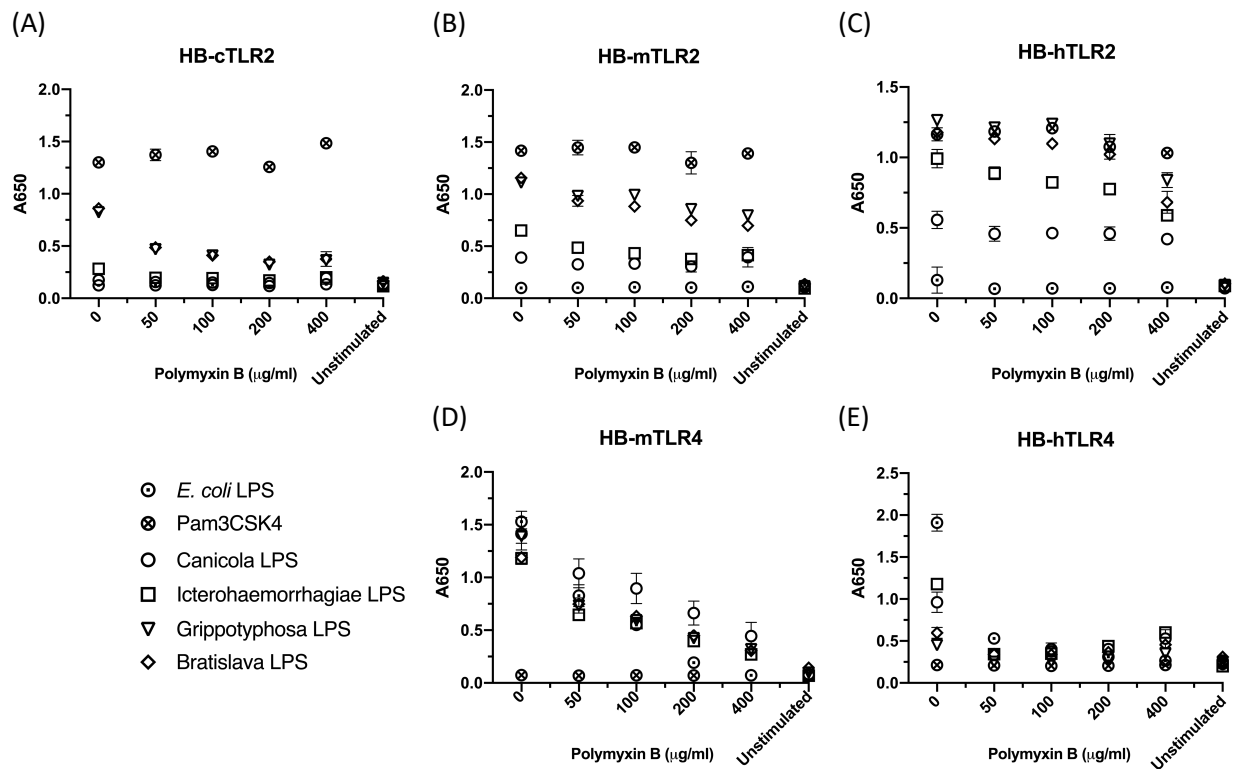 (A)
HB-cTLR2
2.0
1.5
1.0
0.5
0.0
A650
0
50
100
200
400
Unstimulated
Polymyxin B (μg/ml)
(B)
HB-mTLR2
2.0
1.5
1.0
0.5
0.0
A650
0
50
100
200
400
Unstimulated
Polymyxin B (μg/ml)
(C)
HB-hTLR2
1.5
1.0
0.5
0.0
A650
0
50
100
200
400
Unstimulated
Polymyxin B (μg/ml)
E. coli LPS
Pam3CSK4
Canicola LPS
Icterohaemorrhagiae LPS
Grippotyphosa LPS
Bratislava LPS
(D)
HB-mTLR4
2.0
1.5
1.0
0.5
0.0
A650
0
50
100
200
400
Unstimulated
Polymyxin B (μg/ml)
(E)
HB-hTLR4
2.5
2.0
1.5
1.0
0.5
0.0
A650
0
50
100
200
400
Unstimulated
Polymyxin B (μg/ml)